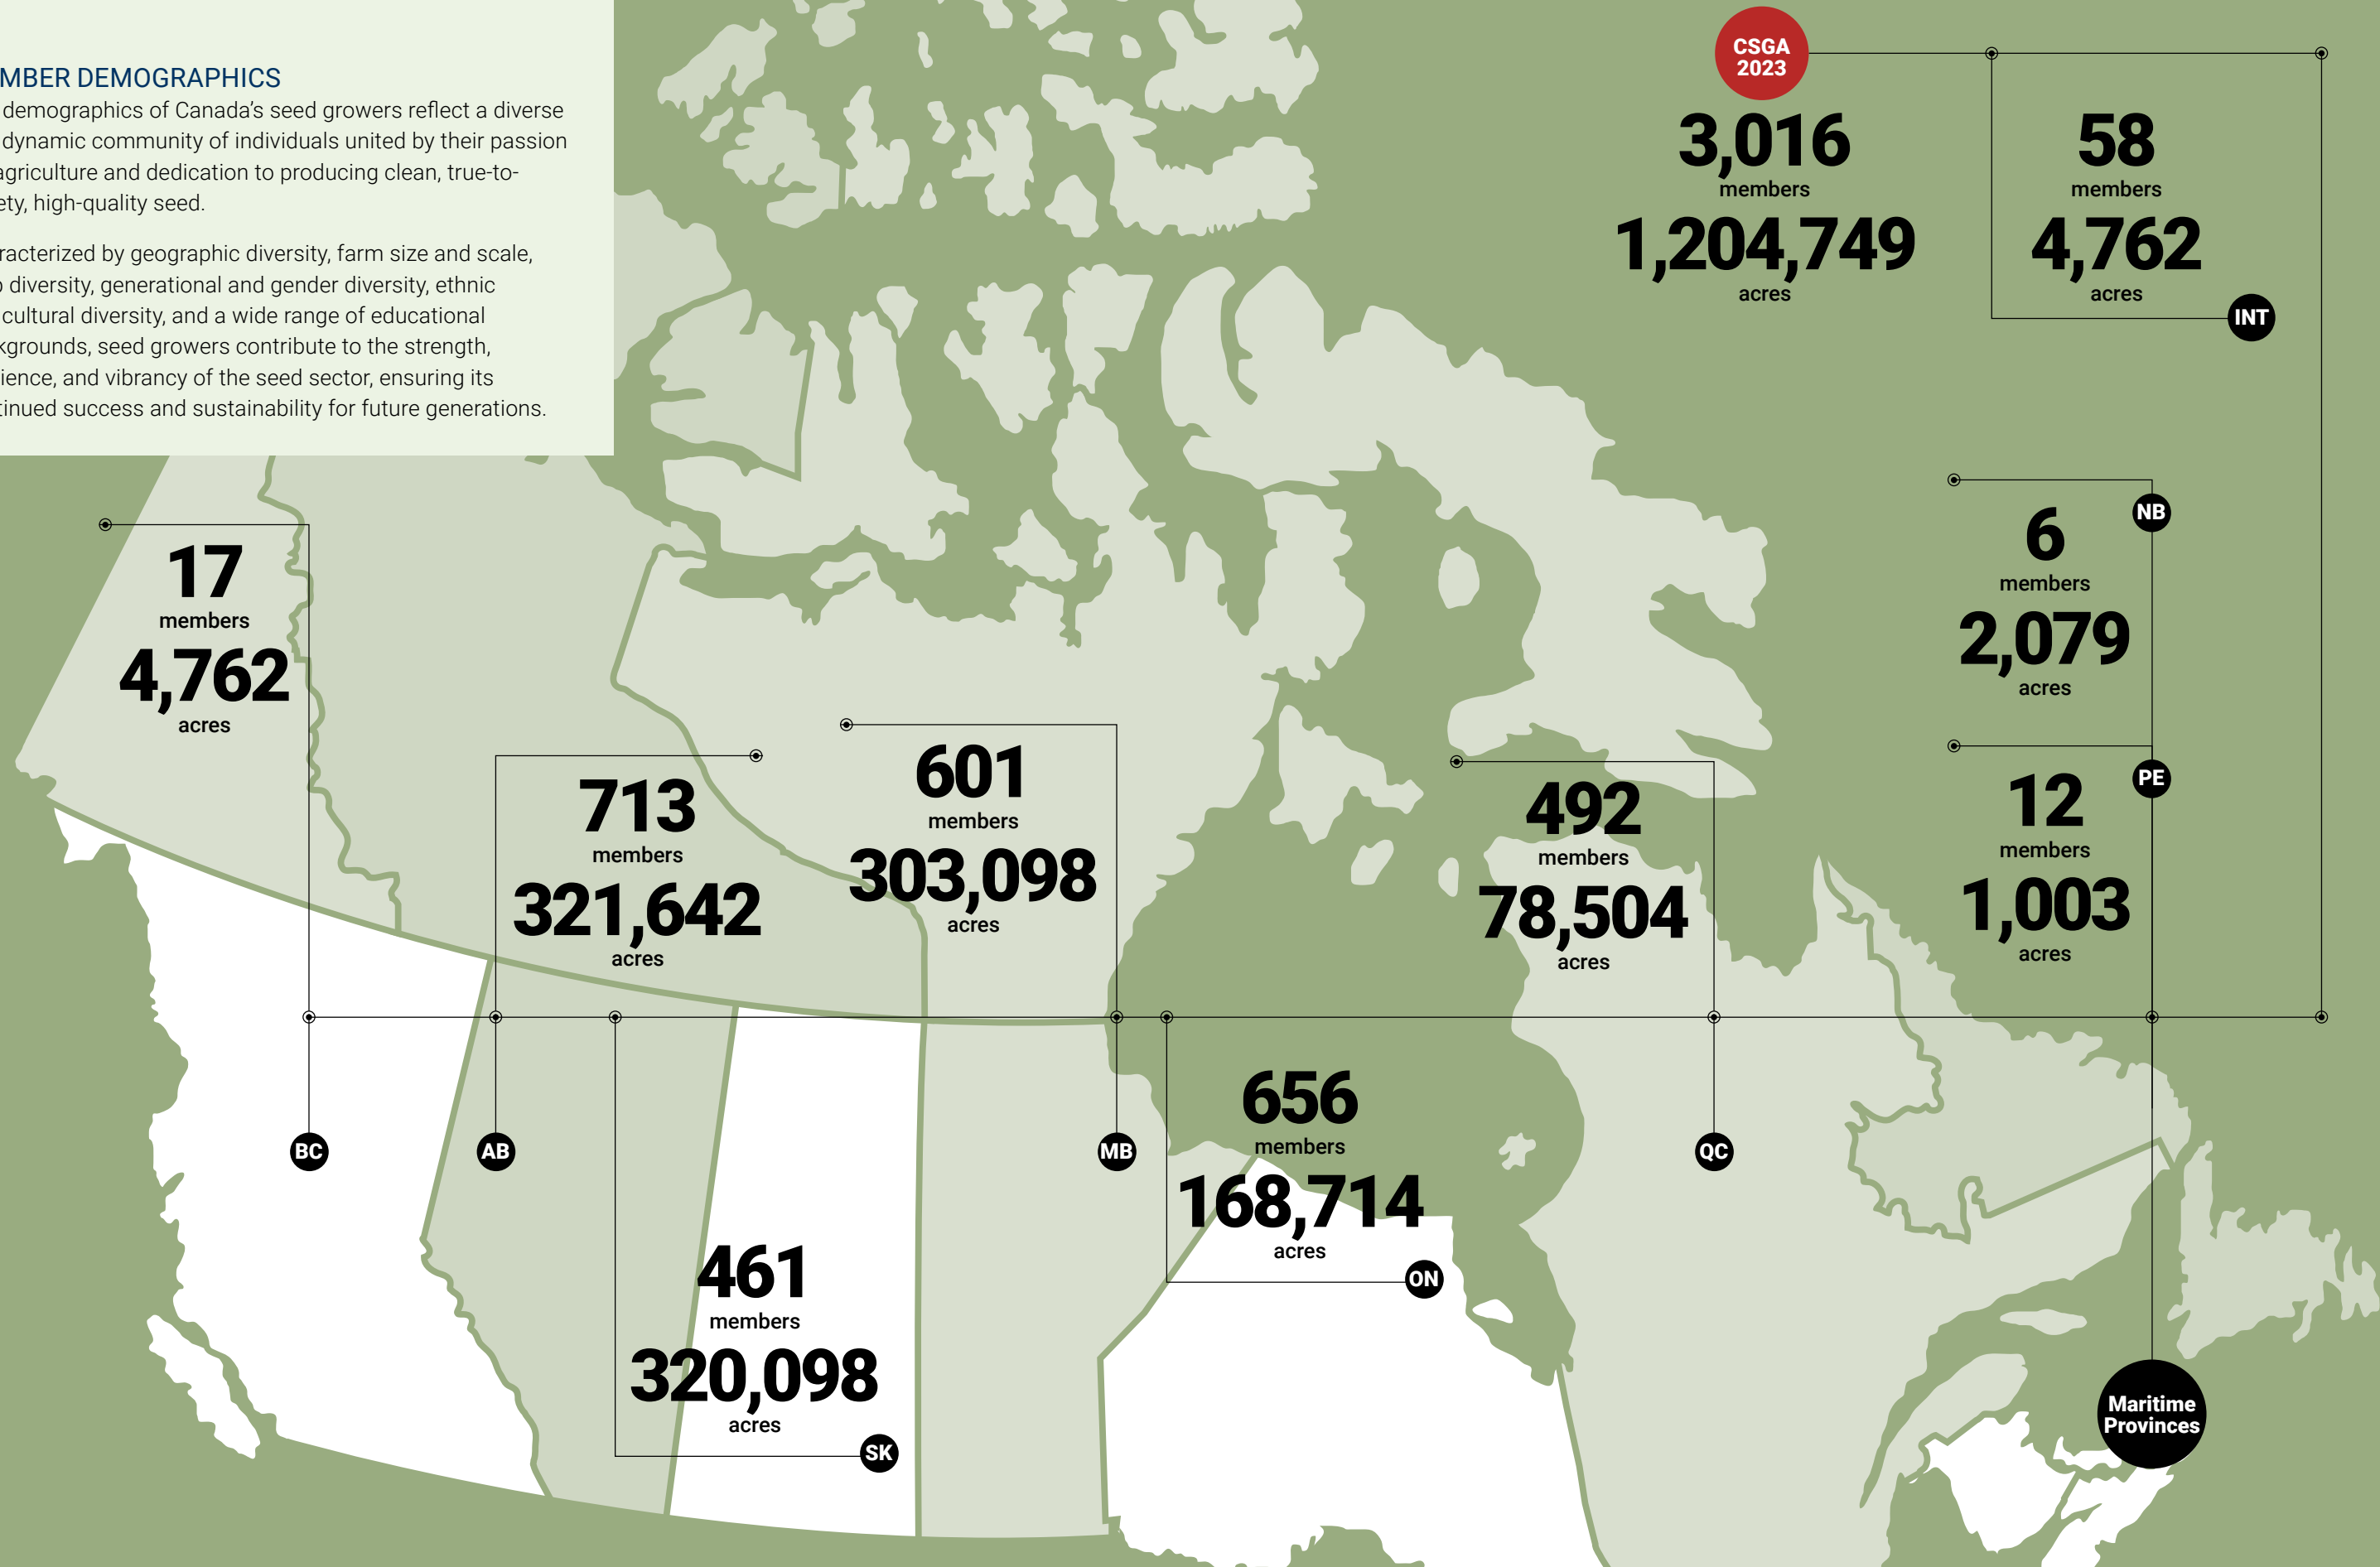 MBER DEMOGRAPHICS
demographics of Canada's seed growers reflect a diverse
dynamic community of individuals united by their passion
agriculture and dedication to producing clean, true-to-
ety, high-quality seed.
racterized by geographic diversity, farm size and scale,
diversity, generational and gender diversity, ethnic
cultural diversity, and a wide range of educational
kgrounds, seed growers contribute to the strength,
ience, and vibrancy of the seed sector, ensuring its
tinued success and sustainability for future generations.
CSGA
2023
3,016
members
1,204,749
acres
58
members
4,762
acres
INT
NB
6
members
2,079
acres
PE
12
members
1,003
acres
17
members
4,762
acres
BC
713
members
321,642
acres
AB
601
members
303,098
acres
MB
492
members
78,504
acres
QC
656
members
168,714
acres
ON
461
members
320,098
acres
SK
Maritime
Provinces